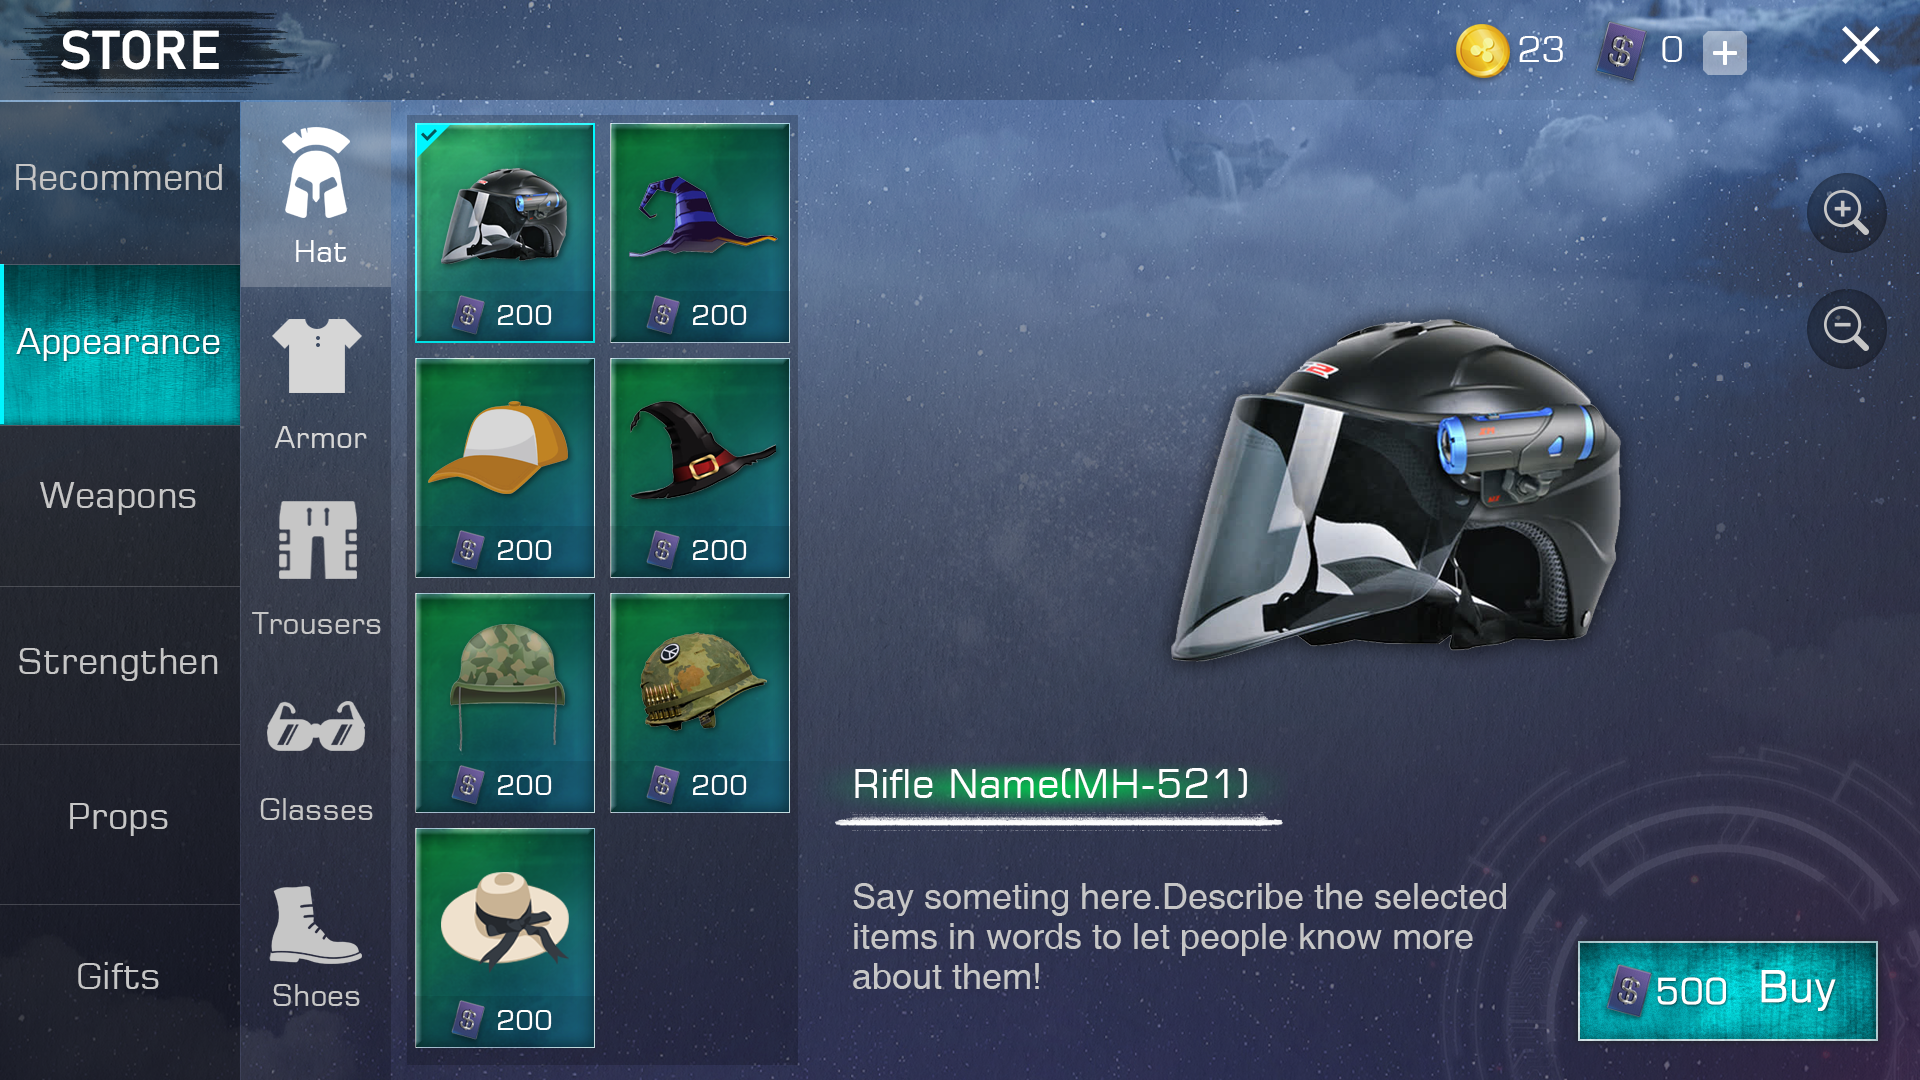 STORE
23
0
Recommend
Appearance
Weapons
Strengthen
Props
Gifts
Hat
Armor
Trousers
Glasses
Shoes
200
200
200
200
200
200
200
Rifle Name(MH-521)
Say someting here.Describe the selected
items in words to let people know more
about them!
500 Buy